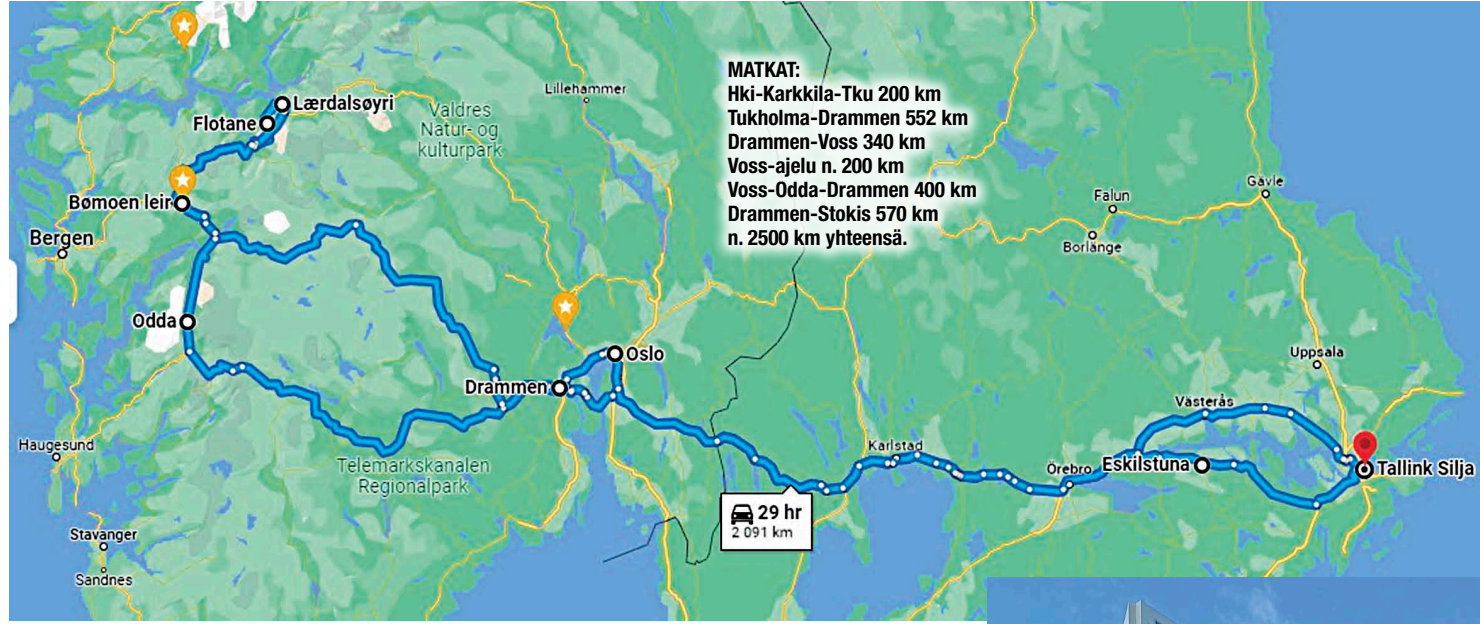 MATKAT:
Hki-Karkkila-Tku 200 km
Tukholma-Drammen 552 km
Drammen-Voss 340 km
Voss-ajelu n. 200 km
Voss-Odda-Drammen 400 km
Drammen-Stokis 570 km
n. 2500 km yhteensä.
Lillehammer
Lærdalsøyri
Flotane
Valdres
Natur- og
kulturpark
Bømoen leir
Bergen
Falun
Gävle
Borlänge
Odda
Oslo
Drammen
Uppsala
Västerås
Haugesund
Telemarkskanalen
Regionalpark
Karlstad
Örebro
Eskilstuna
Tallink Silja
29 hr
2 091 km
Stavanger
Sandnes